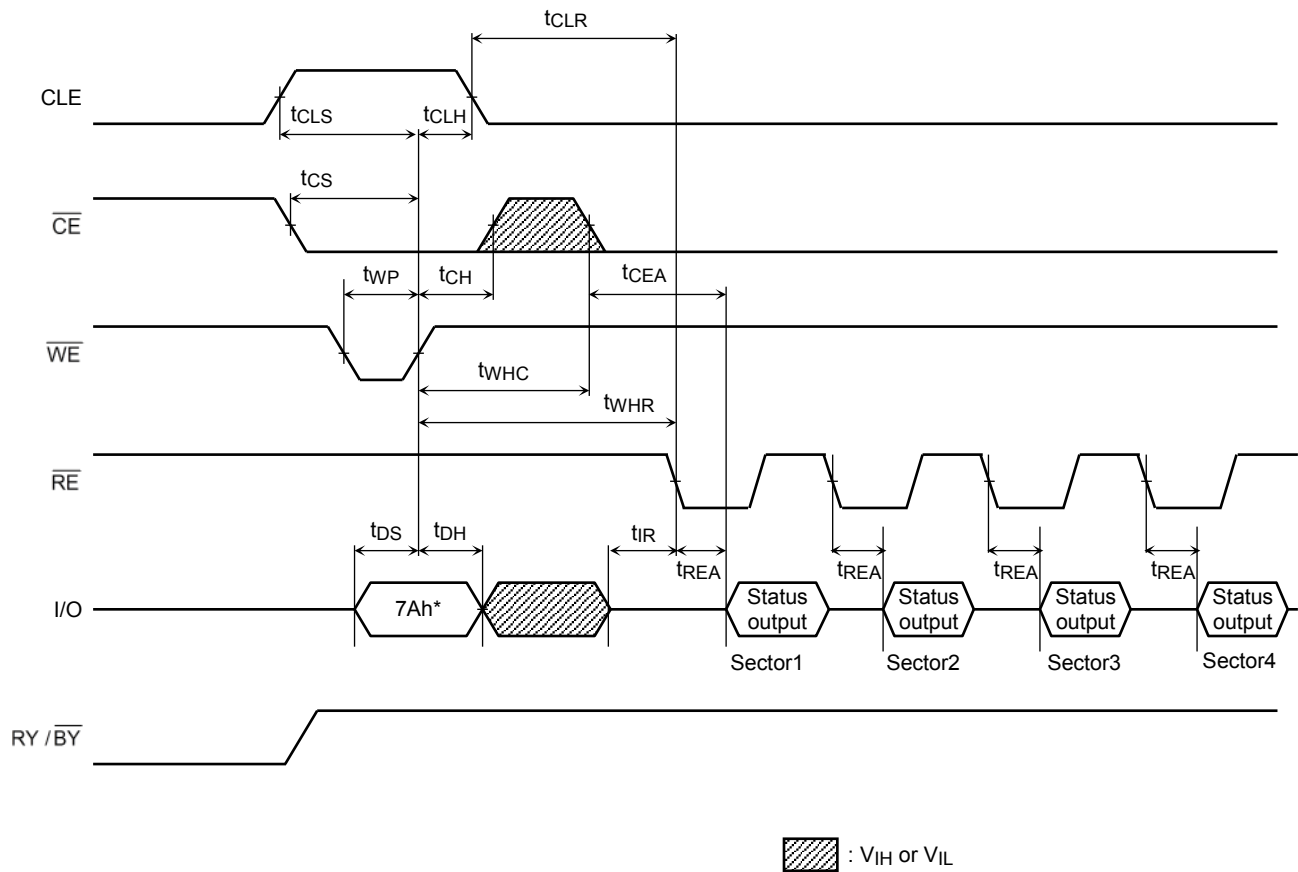 tCLR
CLE
tCLS
tCLH
tCS
CE
tWP
tCH
tCEA
WE
tWHC
tWHR
RE
tDS
tDH
tIR
tREA
tREA
tREA
tREA
I/O
7Ah*
Status
output
Status
output
Status
output
Status
output
Sector1
Sector2
Sector3
Sector4
RY /BY
: VIH or VIL